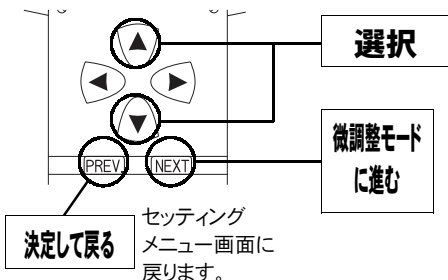 選択
微調整モード
に進む
PREV
NEXT
決定して戻る
セッティング
メニュー画面に
戻ります。